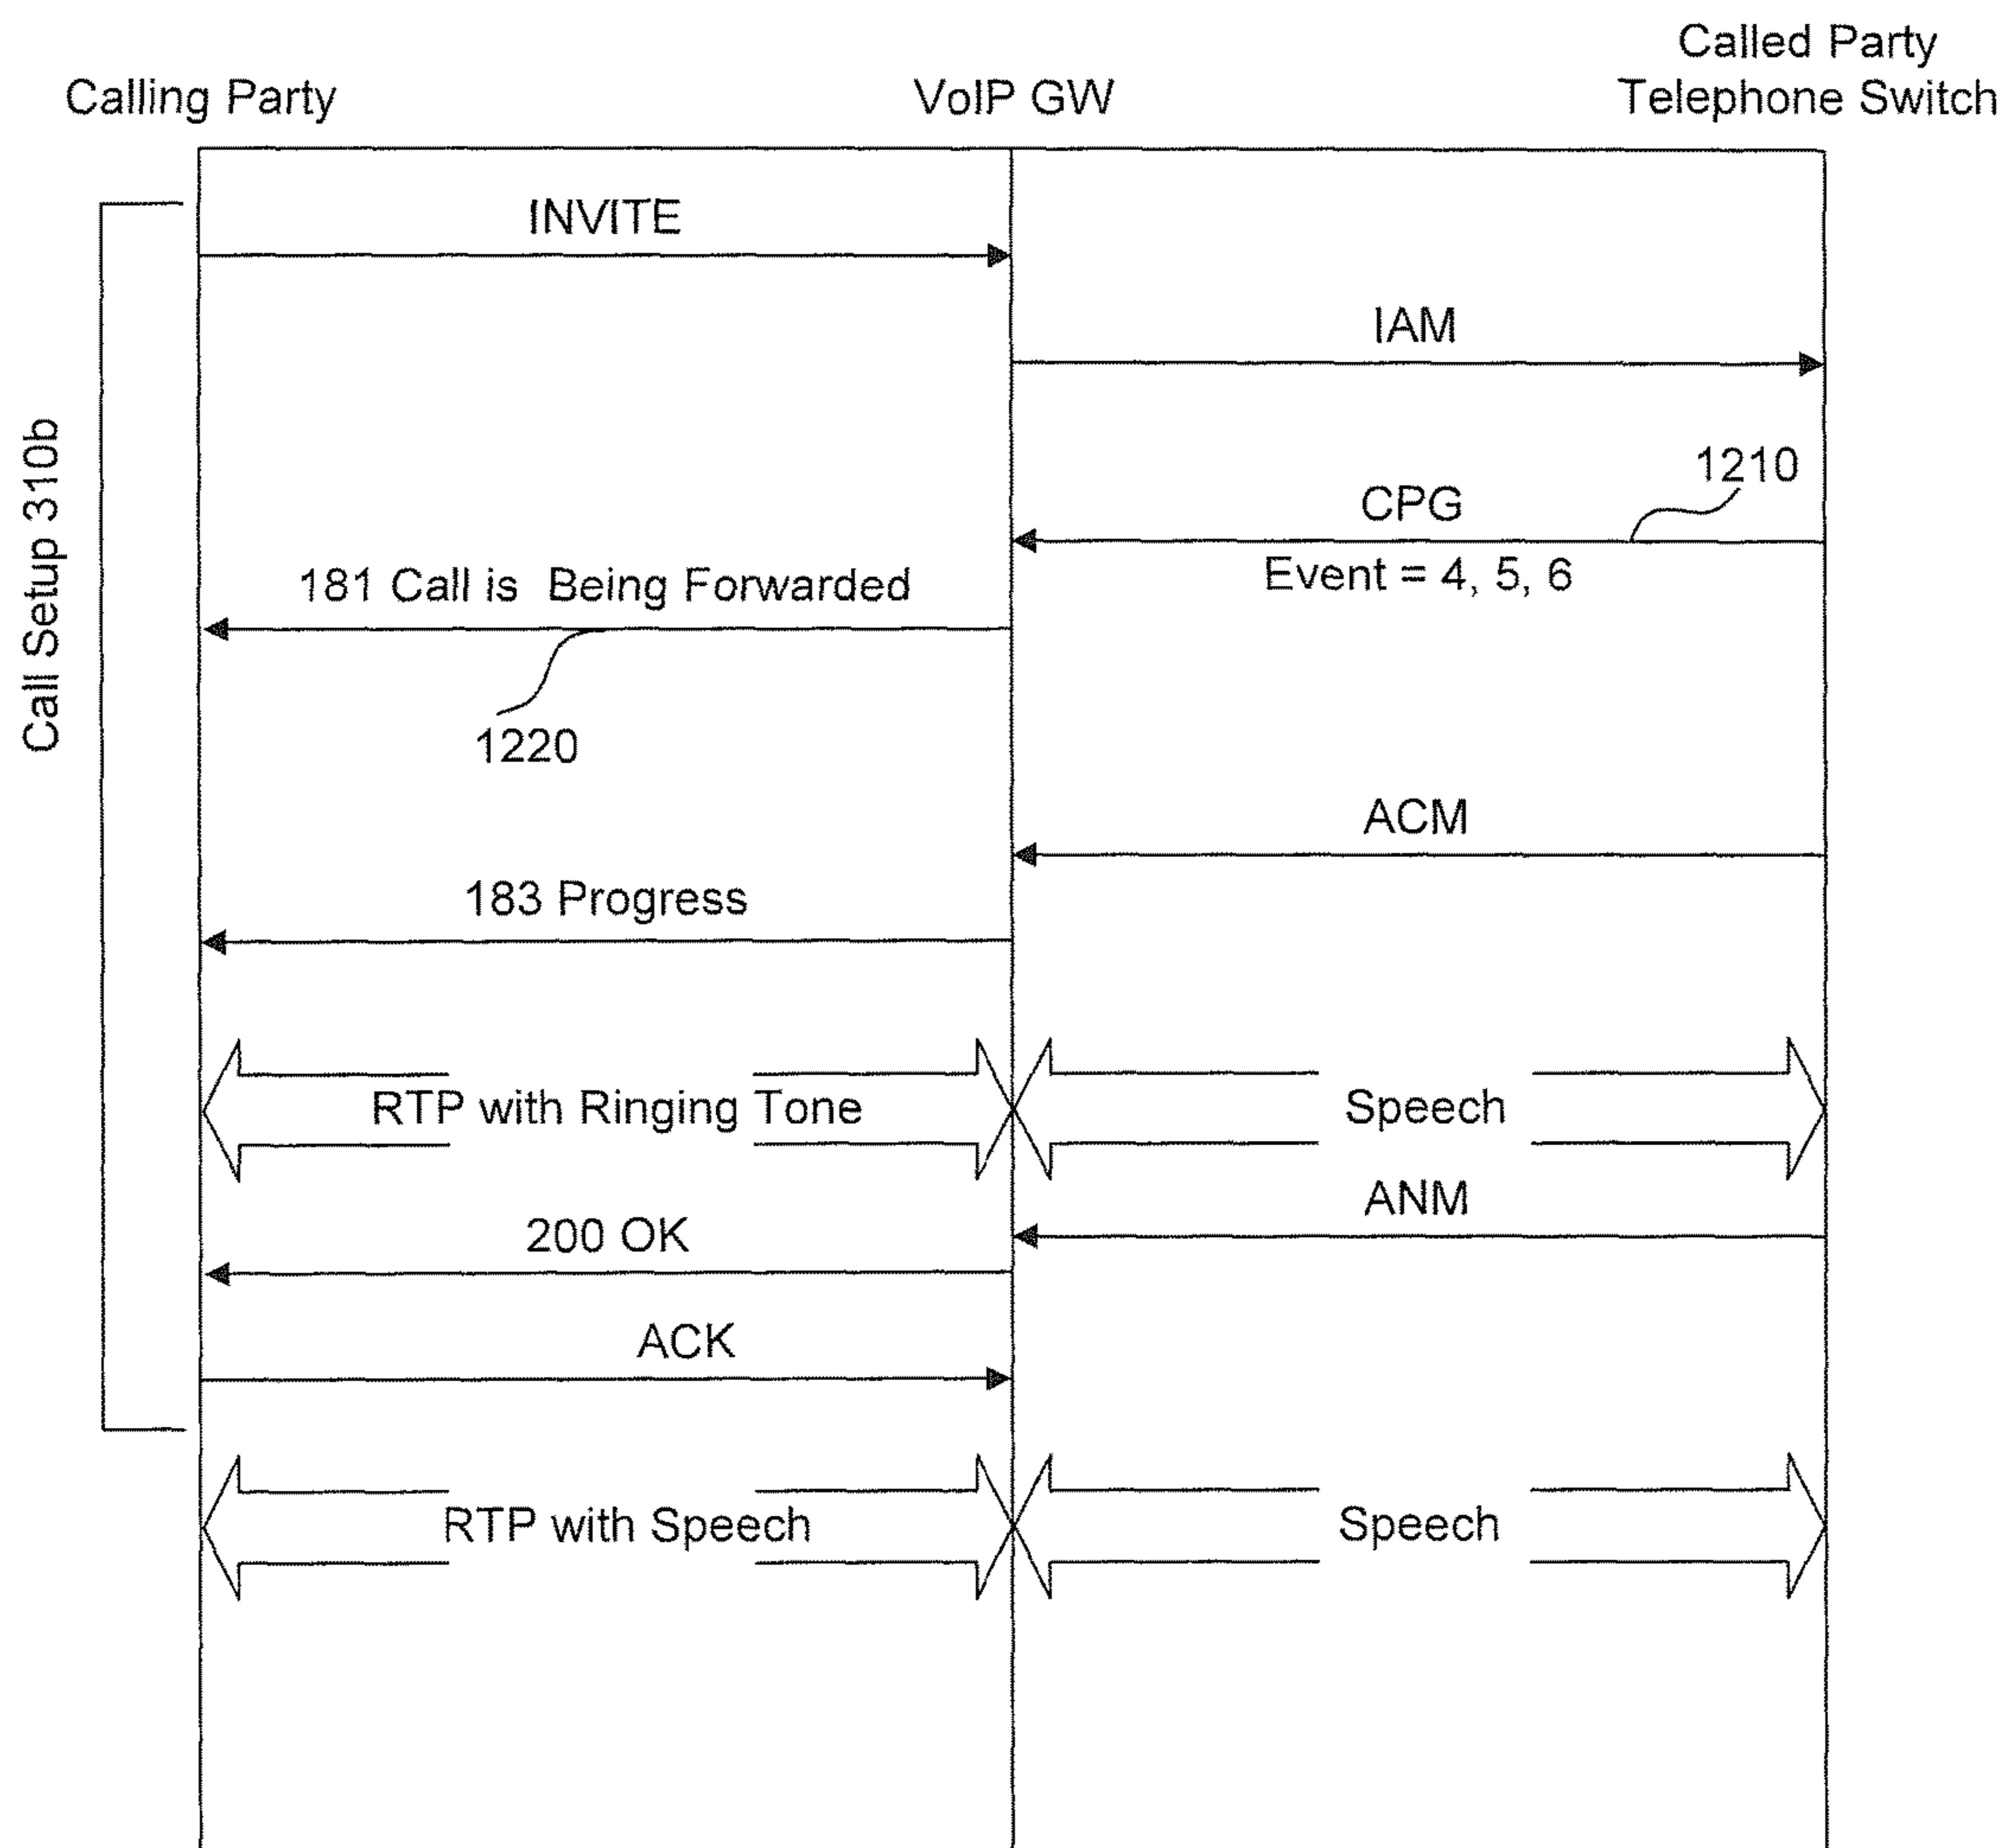 Calling Party
VoIP GW
Called Party
Telephone Switch
Call Setup 310b
INVITE
IAM
1210
CPG
Event = 4, 5, 6
181 Call is Being Forwarded
1220
ACM
183 Progress
RTP with Ringing Tone
Speech
ANM
200 OK
ACK
RTP with Speech
Speech